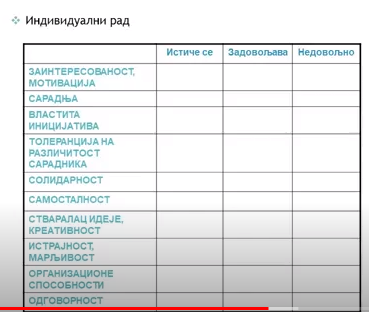 Индивидуални рад
Истиче се Задовољава Недовољно
ЗАИНТЕРЕСОВАНОСТ,
МОТИВАЦИЈА
САРАДЊА
ВЛАСТИТА
ИНИЦИЈАТИВА
ТОЛЕРАНЦИЈА НА
РАЗЛИЧИТОСТ
САРАДНИКА
СОЛИДАРНОСТ
САМОСТАЛНОСТ
СТВАРАЛАЦ ИДЕЈЕ,
КРЕАТИВНОСТ
ИСТРАЈНОСТ,
МАРЉИВОСТ
ОРГАНИЗАЦИОНЕ
СПОСОБНОСТИ
ОДГОВОРНОСТ